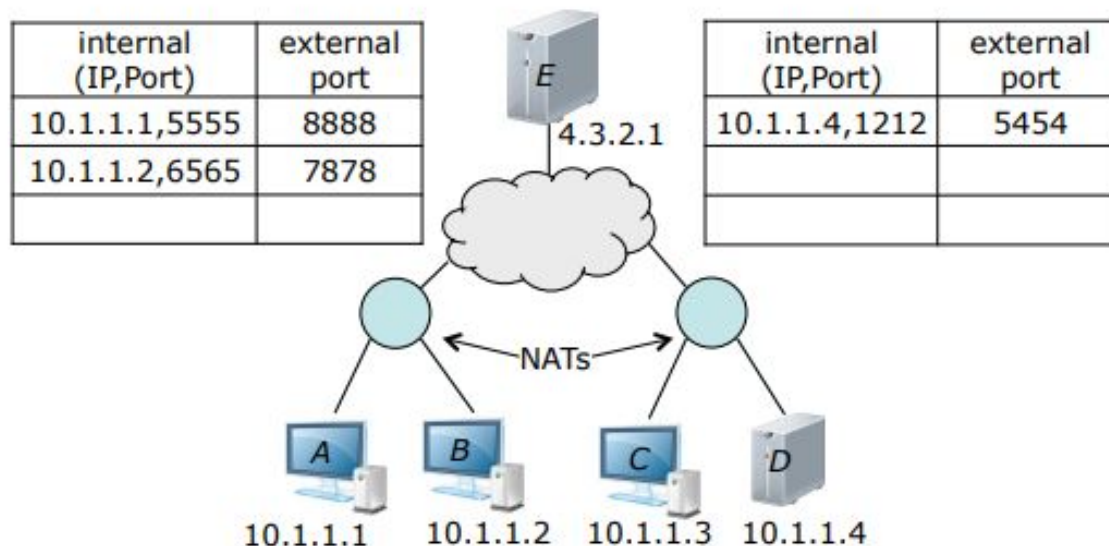 internal
(IP,Port)
external
port
10.1.1.1,5555
8888
10.1.1.2,6565
7878
E
4.3.2.1
internal
(IP,Port)
external
port
10.1.1.4,1212
5454
NATs
A
B
C
D
10.1.1.1
10.1.1.2
10.1.1.3
10.1.1.4